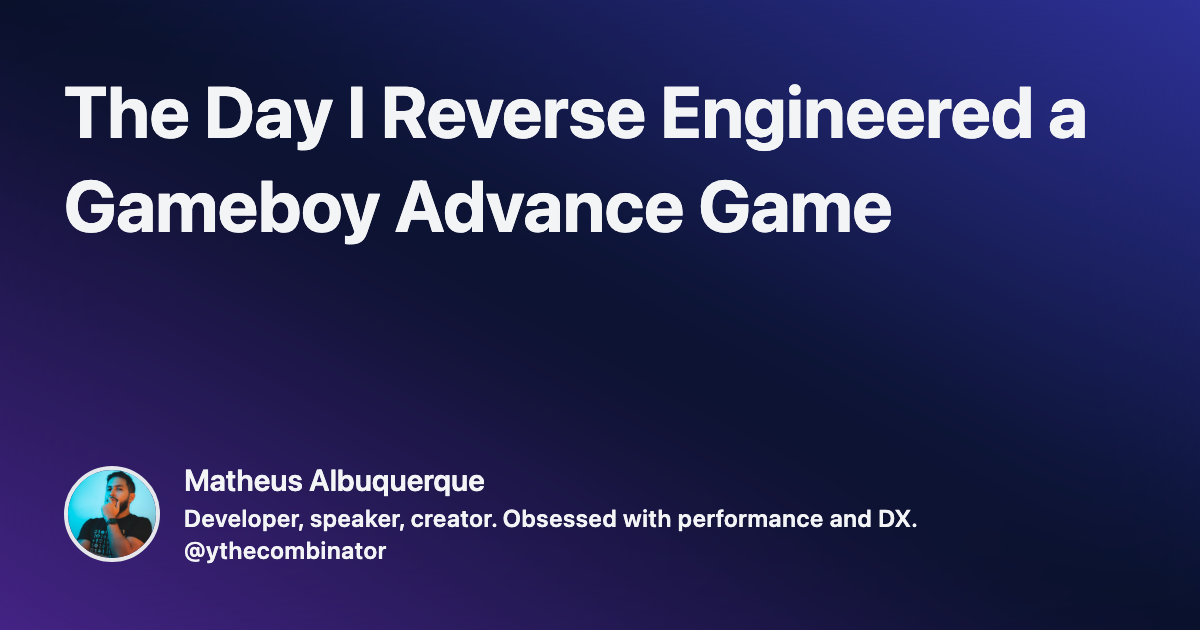 The Day I Reverse Engineered a
Gameboy Advance Game
Matheus Albuquerque
Developer, speaker, creator. Obsessed with performance and DX.
@ythecombinator